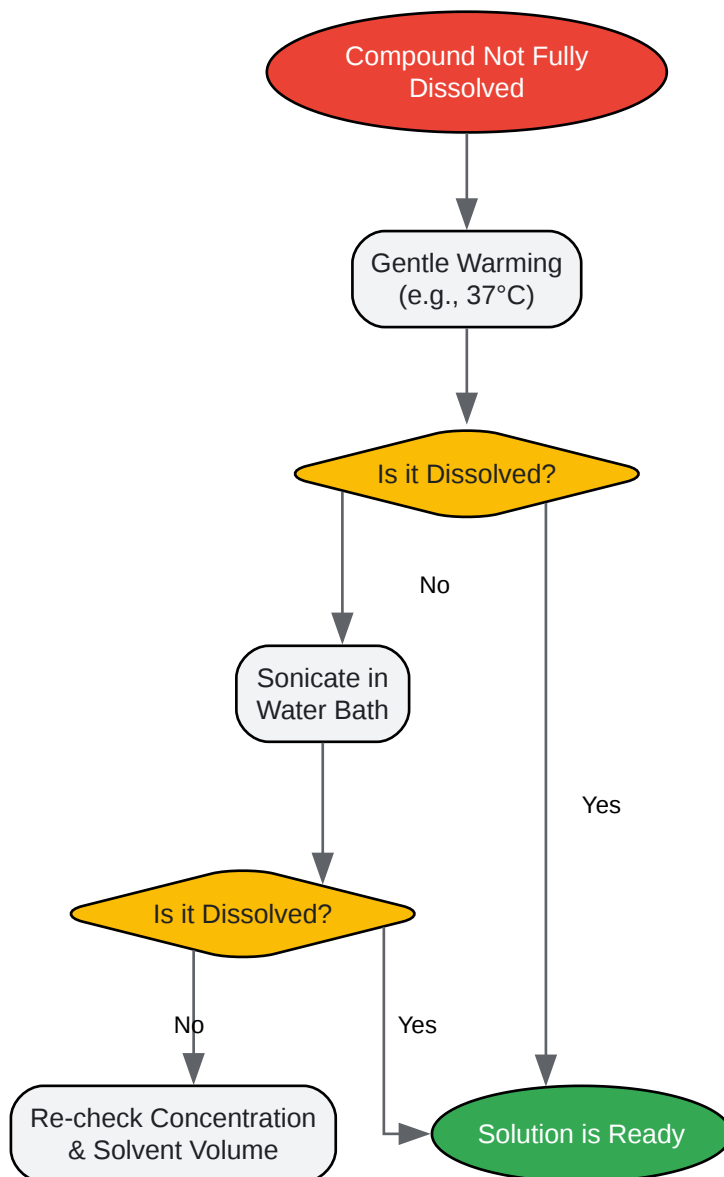 Compound Not Fully
Dissolved
Gentle Warming
(e.g., 37°C)
Is it Dissolved?
No
Sonicate in
Water Bath
Yes
Is it Dissolved?
No
Yes
Re-check Concentration
& Solvent Volume
Solution is Ready